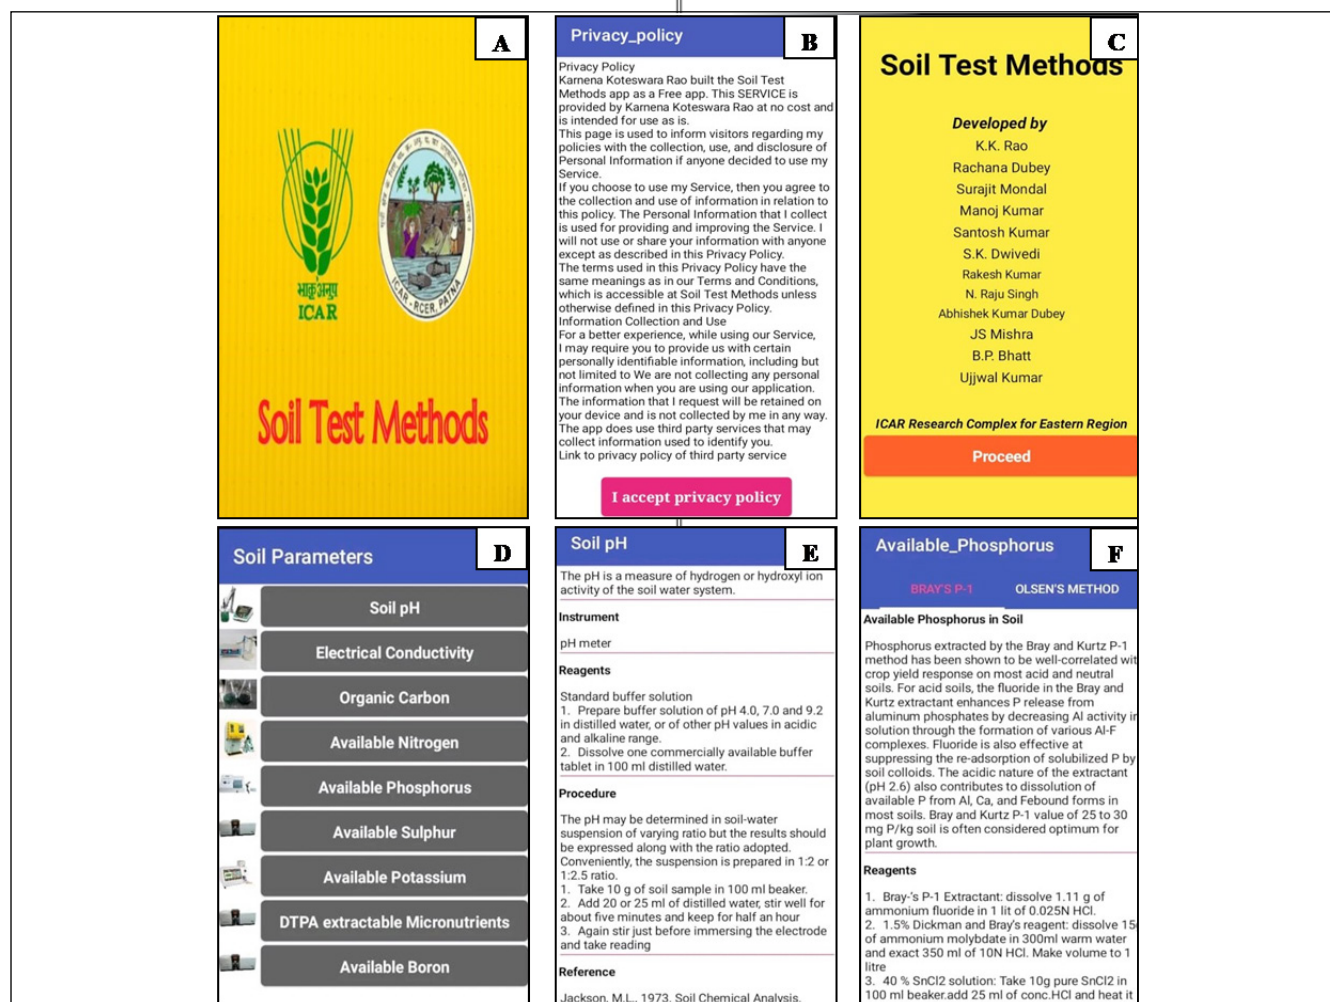 A
भाकृअनुप
ICAR
ICAR - RCER, PATNA
Soil Test Methods
Privacy_policy
B
Privacy Policy
Karnena Koteswara Rao built the Soil Test
Methods app as a Free app. This SERVICE is
provided by Karnena Koteswara Rao at no cost and
is intended for use as is.
This page is used to inform visitors regarding my
policies with the collection, use, and disclosure of
Personal Information if anyone decided to use my
Service.
If you choose to use my Service, then you agree to
the collection and use of information in relation to
this policy. The Personal Information that I collect
is used for providing and improving the Service. I
will not use or share your information with anyone
except as described in this Privacy Policy.
The terms used in this Privacy Policy have the
same meanings as in our Terms and Conditions,
which is accessible at Soil Test Methods unless
otherwise defined in this Privacy Policy.
Information Collection and Use
For a better experience, while using our Service,
I may require you to provide us with certain
personally identifiable information, including but
not limited to We are not collecting any personal
information when you are using our application.
The information that I request will be retained on
your device and is not collected by me in any way.
The app does use third party services that may
collect information used to identify you.
Link to privacy policy of third party service
I accept privacy policy
C
Soil Test Methods
Developed by
K.K. Rao
Rachana Dubey
Surajit Mondal
Manoj Kumar
Santosh Kumar
S.K. Dwivedi
Rakesh Kumar
N. Raju Singh
Abhishek Kumar Dubey
JS Mishra
B.P. Bhatt
Ujjwal Kumar
ICAR Research Complex for Eastern Region
Proceed
Soil Parameters
D
Soil pH
Electrical Conductivity
Organic Carbon
Available Nitrogen
Available Phosphorus
Available Sulphur
Available Potassium
DTPA extractable Micronutrients
Available Boron
Soil pH
E
The pH is a measure of hydrogen or hydroxyl ion
activity of the soil water system.
Instrument
pH meter
Reagents
Standard buffer solution
1. Prepare buffer solution of pH 4.0, 7.0 and 9.2
in distilled water, or of other pH values in acidic
and alkaline range.
2. Dissolve one commercially available buffer
tablet in 100 ml distilled water.
Procedure
The pH may be determined in soil-water
suspension of varying ratio but the results should
be expressed along with the ratio adopted.
Conveniently, the suspension is prepared in 1:2 or
1:2.5 ratio.
1. Take 10 g of soil sample in 100 ml beaker.
2. Add 20 or 25 ml of distilled water, stir well for
about five minutes and keep for half an hour
3. Again stir just before immersing the electrode
and take reading
Reference
Jackson, M.L., 1973. Soil Chemical Analysis.
Available_Phosphorus
F
BRAY'S P-1
OLSEN'S METHOD
Available Phosphorus in Soil
Phosphorus extracted by the Bray and Kurtz P-1
method has been shown to be well-correlated wit
crop yield response on most acid and neutral
soils. For acid soils, the fluoride in the Bray and
Kurtz extractant enhances P release from
aluminum phosphates by decreasing Al activity in
solution through the formation of various Al-F
complexes. Fluoride is also effective at
suppressing the re-adsorption of solubilized P by
soil colloids. The acidic nature of the extractant
(pH 2.6) also contributes to dissolution of
available P from Al, Ca, and Febound forms in
most soils. Bray and Kurtz P-1 value of 25 to 30
mg P/kg soil is often considered optimum for
plant growth.
Reagents
1. Bray-'s P-1 Extractant: dissolve 1.11 g of
ammonium fluoride in 1 lit of 0.025N HCl.
2. 1.5% Dickman and Bray's reagent: dissolve 15
of ammonium molybdate in 300ml warm water
and exact 350 ml of 10N HCl. Make volume to 1
litre
3. 40 % SnCl2 solution: Take 10g pure SnCl2 in
100 ml beaker.add 25 ml of conc.HCl and heat it